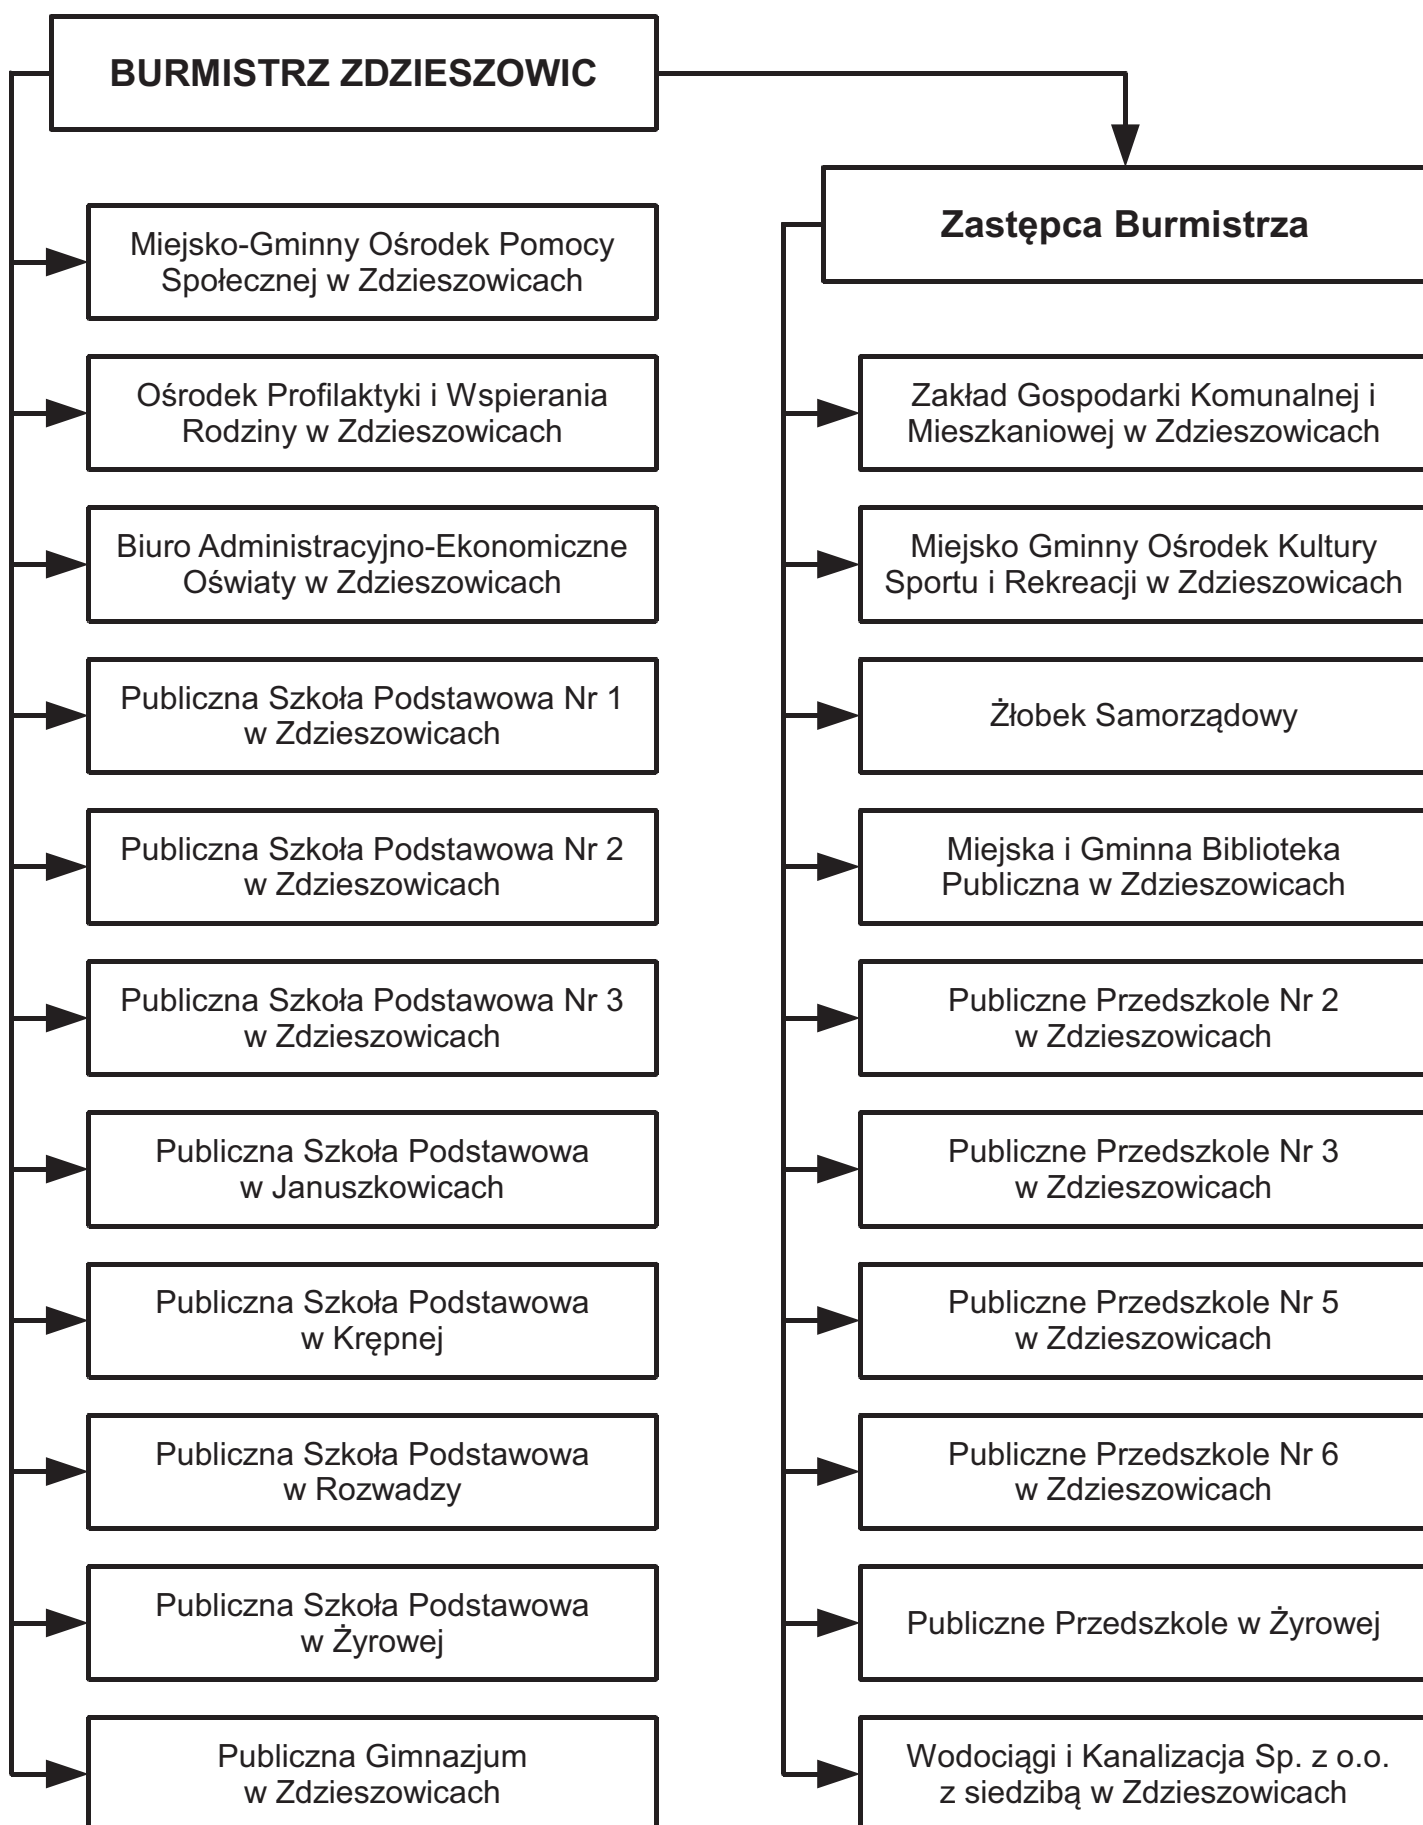 BURMISTRZ ZDZIESZOWIC
Miejsko-Gminny Ośrodek Pomocy
Społecznej w Zdzieszowicach
Ośrodek Profilaktyki i Wspierania
Rodziny w Zdzieszowicach
Biuro Administracyjno-Ekonomiczne
Oświaty w Zdzieszowicach
Publiczna Szkoła Podstawowa Nr 1
w Zdzieszowicach
Publiczna Szkoła Podstawowa Nr 2
w Zdzieszowicach
Publiczna Szkoła Podstawowa Nr 3
w Zdzieszowicach
Publiczna Szkoła Podstawowa
w Januszkowicach
Publiczna Szkoła Podstawowa
w Krępnej
Publiczna Szkoła Podstawowa
w Rozwadzy
Publiczna Szkoła Podstawowa
w Żyrowej
Publiczna Gimnazjum
w Zdzieszowicach
Zastępca Burmistrza
Zakład Gospodarki Komunalnej i
Mieszkaniowej w Zdzieszowicach
Miejsko Gminny Ośrodek Kultury
Sportu i Rekreacji w Zdzieszowicach
Żłobek Samorządowy
Miejska i Gminna Biblioteka
Publiczna w Zdzieszowicach
Publiczne Przedszkole Nr 2
w Zdzieszowicach
Publiczne Przedszkole Nr 3
w Zdzieszowicach
Publiczne Przedszkole Nr 5
w Zdzieszowicach
Publiczne Przedszkole Nr 6
w Zdzieszowicach
Publiczne Przedszkole w Żyrowej
Wodociągi i Kanalizacja Sp. z o.o.
z siedzibą w Zdzieszowicach